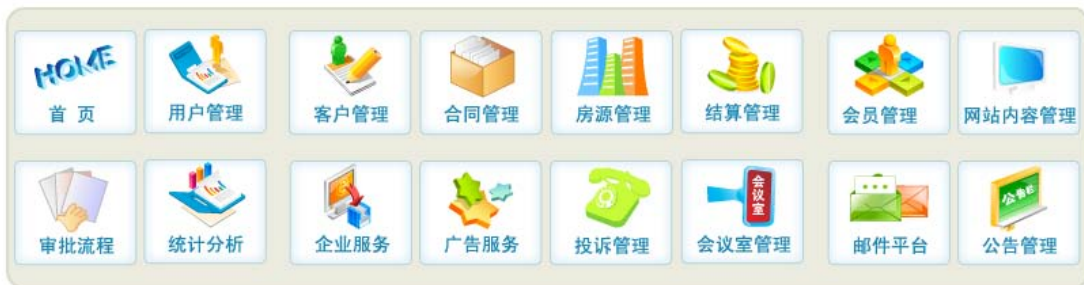 HOME
首 页
用户管理
客户管理
合同管理
房源管理
结算管理
会员管理
网站内容管理
审批流程
统计分析
企业服务
广告服务
投诉管理
会议室
会议室管理
邮件平台
公告栏
公告管理